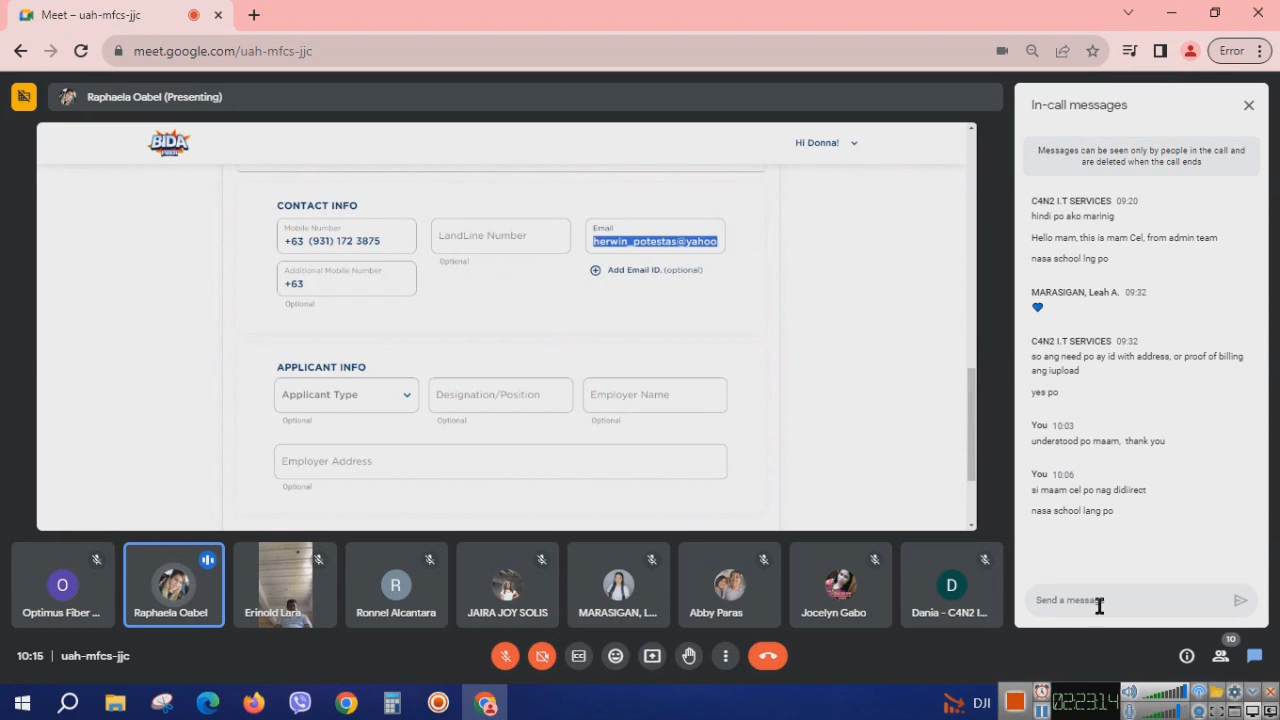 Meet – uah-mfcs-jjc
meet.google.com/uah-mfcs-jjc
Error
Raphaela Oabel (Presenting)
BIDA
Hi Donna!
CONTACT INFO
Mobile Number
+63 (931) 172 3875
LandLine Number
Optional
Email
herwin_potestas@yahoo
Add Email ID. (optional)
Additional Mobile Number
+63
Optional
APPLICANT INFO
Applicant Type
Designation/Position
Employer Name
Optional
Optional
Optional
Employer Address
Optional
In-call messages
Messages can be seen only by people in the call and
are deleted when the call ends
C4N2 I.T SERVICES 09:20
hindi po ako marinig
Hello mam, this is mam Cel, from admin team
nasa school lng po
MARASIGAN, Leah A. 09:32
C4N2 I.T SERVICES 09:32
so ang need po ay id with address, or proof of billing
ang iupload
yes po
You 10:03
understood po maam, thank you
You 10:06
si maam cel po nag didiirect
nasa school lang po
Send a message
O
Optimus Fiber ...
Raphaela Oabel
Erinold Lara
R
Ronnel Alcantara
JAIRA JOY SOLIS
MARASIGAN, L...
Abby Paras
Jocelyn Gabo
D
Dania - C4N2 I...
10:15 | uah-mfcs-jjc
10
DJI
02:23:14